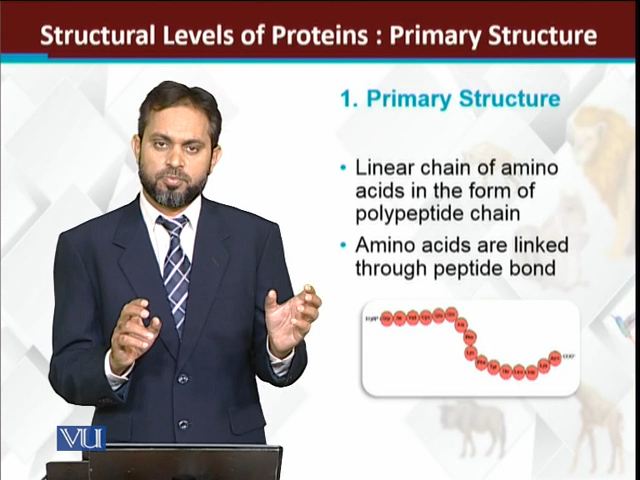 Structural Levels of Proteins : Primary Structure
1. Primary Structure
• Linear chain of amino
acids in the form of
polypeptide chain
• Amino acids are linked
through peptide bond
VU